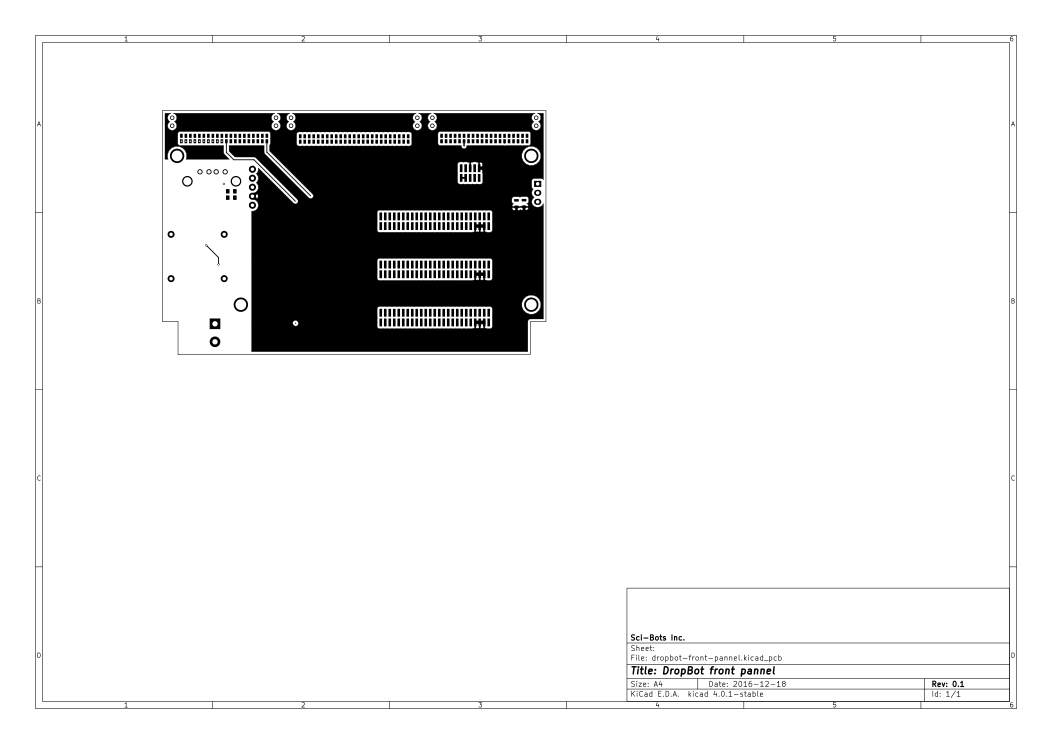 1 2 3 4 5 6
A A
B B
C C
D D
Sci-Bots Inc.
Sheet:
File: dropbot-front-pannel.kicad_pcb
Title: DropBot front pannel
Size: A4 Date: 2016-12-18 Rev: 0.1
KiCad E.D.A. kicad 4.0.1-stable Id: 1/1
1 2 3 4 5 6